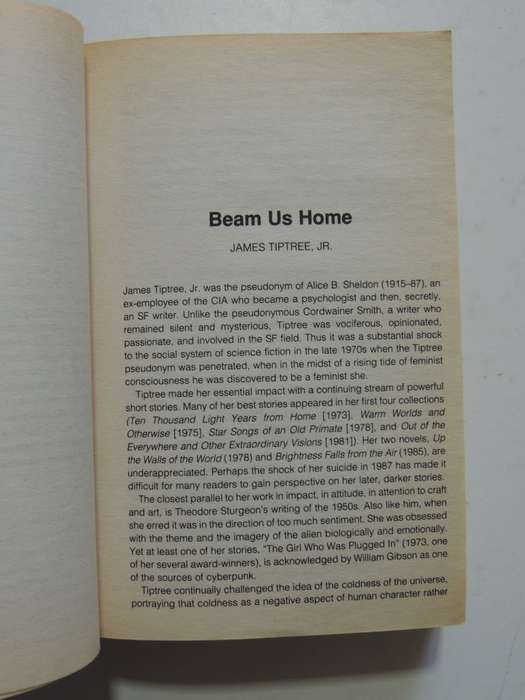 Beam Us Home
JAMES TIPTREE, JR.
James Tiptree, Jr. was the pseudonym of Alice B. Sheldon (1915–87), an
ex-employee of the CIA who became a psychologist and then, secretly,
an SF writer. Unlike the pseudonymous Cordwainer Smith, a writer who
remained silent and mysterious, Tiptree was vociferous, opinionated,
passionate, and involved in the SF field. Thus it was a substantial shock
to the social system of science fiction in the late 1970s when the Tiptree
pseudonym was penetrated, when in the midst of a rising tide of feminist
consciousness he was discovered to be a feminist she.
Tiptree made her essential impact with a continuing stream of powerful
short stories. Many of her best stories appeared in her first four collections
(Ten Thousand Light Years from Home [1973], Warm Worlds and
Otherwise [1975], Star Songs of an Old Primate [1978], and Out of the
Everywhere and Other Extraordinary Visions [1981]). Her two novels, Up
the Walls of the World (1978) and Brightness Falls from the Air (1985), are
underappreciated. Perhaps the shock of her suicide in 1987 has made it
difficult for many readers to gain perspective on her later, darker stories.
The closest parallel to her work in impact, in attitude, in attention to craft
and art, is Theodore Sturgeon's writing of the 1950s. Also like him, when
she erred it was in the direction of too much sentiment. She was obsessed
with the theme and the imagery of the alien biologically and emotionally.
Yet at least one of her stories, "The Girl Who Was Plugged In" (1973, one
of her several award-winners), is acknowledged by William Gibson as one
of the sources of cyberpunk.
Tiptree continually challenged the idea of the coldness of the universe,
portraying that coldness as a negative aspect of human character rather